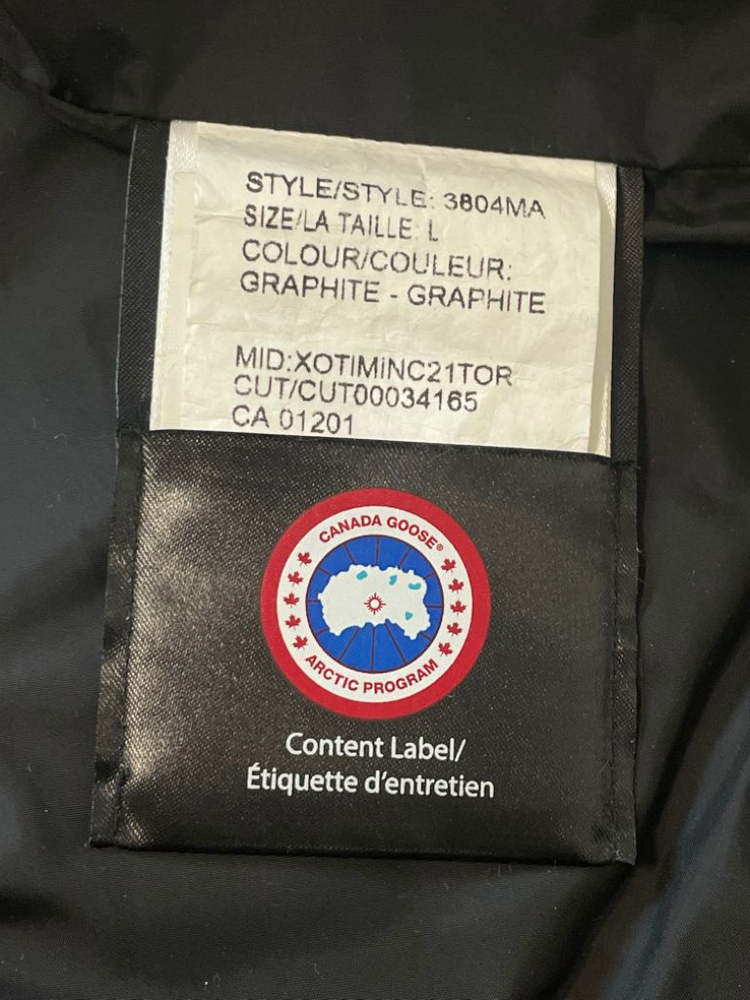 STYLE/STYLE: 3804MA
SIZE/LA TAILLE: L
COLOUR/COULEUR:
GRAPHITE - GRAPHITE
MID:XOTIMiNC21TOR
CUT/CUT00034165
CA 01201
CANADA GOOSE®
ARCTIC PROGRAM
Content Label/
Étiquette d'entretien